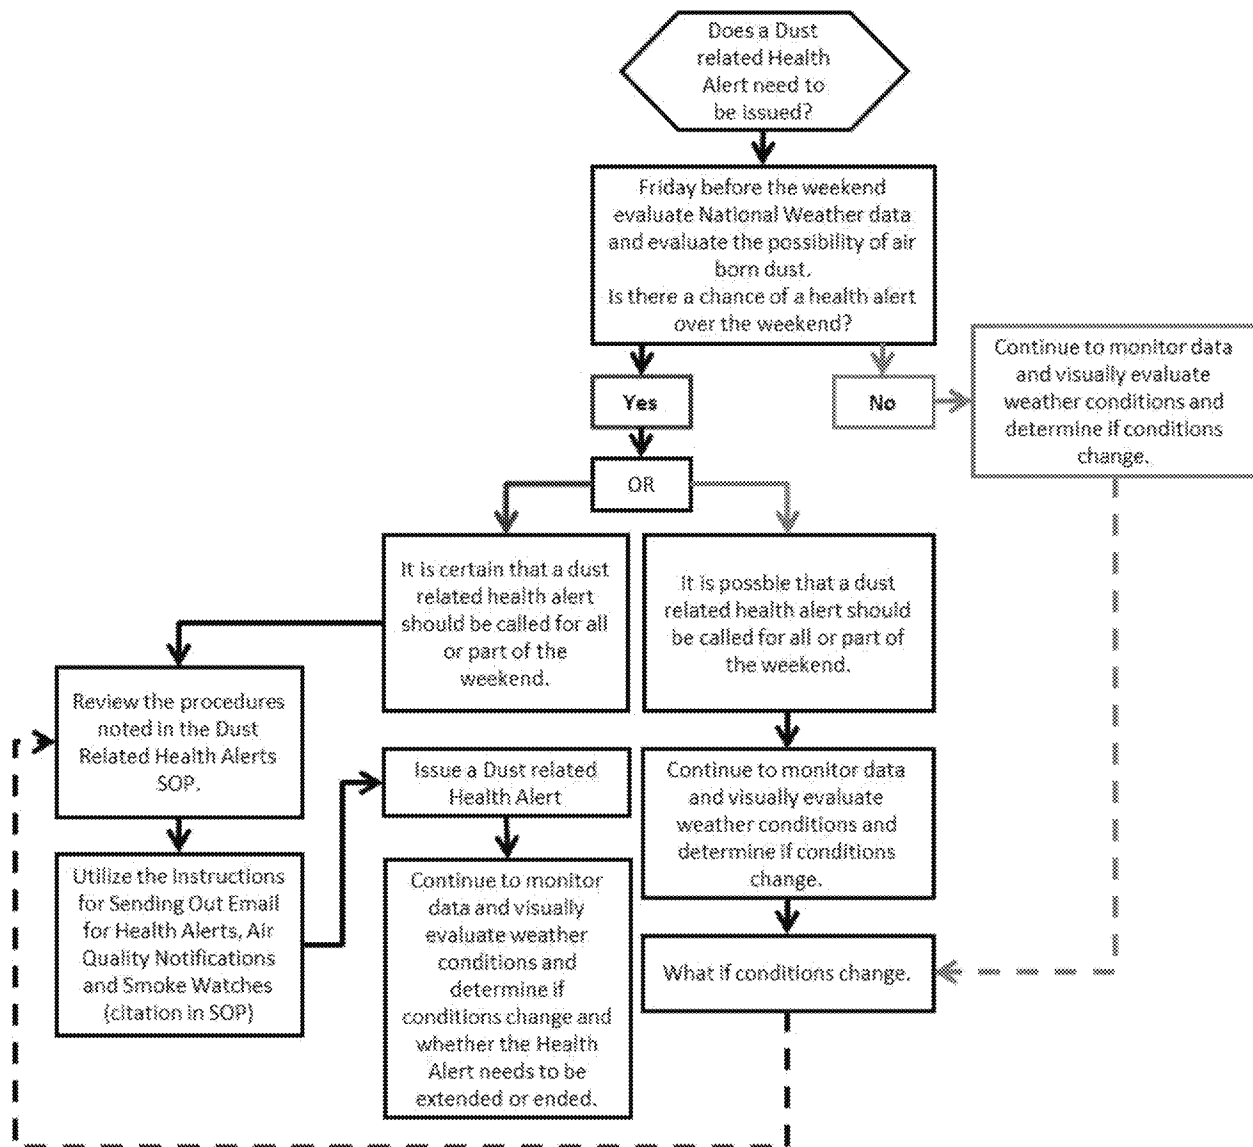 Does a Dust
related Health
Alert need to
be issued?
Friday before the weekend
evaluate National Weather data
and evaluate the possibility of air
born dust.
Is there a chance of a health alert
over the weekend?
Yes
No
Continue to monitor data
and visually evaluate
weather conditions and
determine if conditions
change.
OR
It is certain that a dust
related health alert
should be called for all
or part of the
weekend.
It is possble that a dust
related health alert should
be called for all or part of
the weekend.
Review the procedures
noted in the Dust
Related Health Alerts
SOP.
Issue a Dust related
Health Alert
Continue to monitor data
and visually evaluate
weather conditions and
determine if conditions
change.
Utilize the Instructions
for Sending Out Email
for Health Alerts, Air
Quality Notifications
and Smoke Watches
(citation in SOP)
Continue to monitor
data and visually
evaluate weather
conditions and
determine if
conditions change and
whether the Health
Alert needs to be
extended or ended.
What if conditions change.